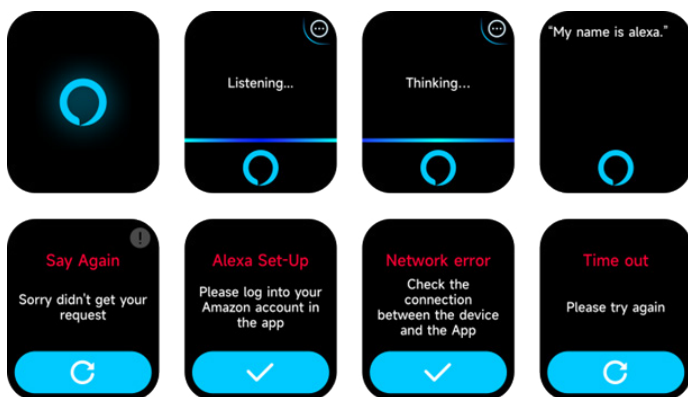 Listening...
Thinking...
“My name is alexa.”
Say Again
Sorry didn't get your
request
Alexa Set-Up
Please log into your
Amazon account in
the app
Network error
Check the
connection
between the device
and the App
Time out
Please try again